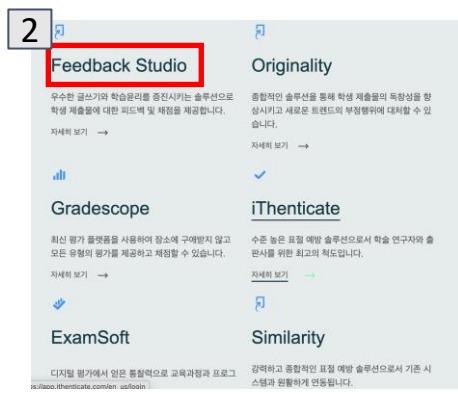 2
Feedback Studio
우수한 글쓰기와 학습윤리를 증진시키는 솔루션으로
학생 제출물에 대한 피드백 및 채점을 제공합니다.
자세히 보기 →
Originality
종합적인 솔루션을 통해 학생 제출물의 독창성을 향
상시키고 새로운 트렌드의 부정행위에 대처할 수 있
습니다.
자세히 보기 →
Gradescope
최신 평가 플랫폼을 사용하여 장소에 구애받지 않고
모든 유형의 평가를 제공하고 채점할 수 있습니다.
자세히 보기 →
iThenticate
수준 높은 표절 예방 솔루션으로서 학술 연구자와 출
판사를 위한 최고의 척도입니다.
자세히 보기 →
ExamSoft
디지털 평가에서 얻은 통찰력으로 교육과정과 프로그
Similarity
강력하고 종합적인 표절 예방 솔루션으로서 기존 시
스템과 원활하게 연동됩니다.
ps://app.ithenticate.com/en_us/login